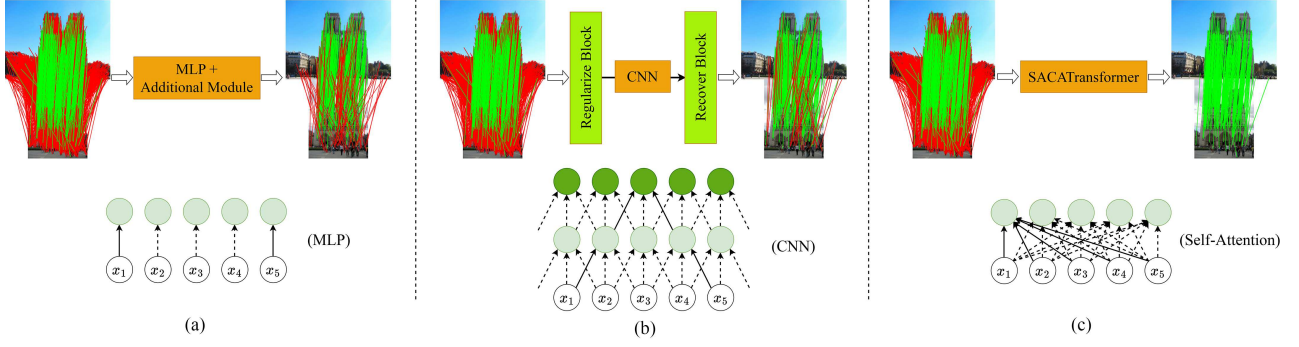 MLP +
Additional Module
(MLP)
x₁ x₂ x₃ x₄ x₅
(a)
Regularize Block
CNN
Recover Block
(CNN)
x₁ x₂ x₃ x₄ x₅
(b)
SACATransformer
(Self-Attention)
x₁ x₂ x₃ x₄ x₅
(c)